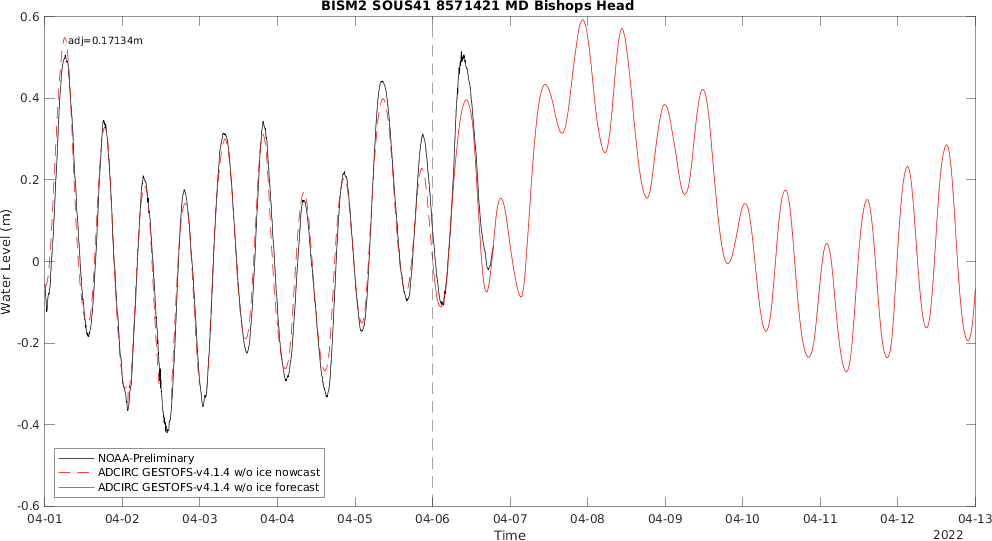 BISM2 SOUS41 8571421 MD Bishops Head
adj=0.17134m
0.6
0.4
0.2
0
-0.2
-0.4
-0.6
Water Level (m)
NOAA-Preliminary
ADCIRC GESTOFS-v4.1.4 w/o ice nowcast
ADCIRC GESTOFS-v4.1.4 w/o ice forecast
04-01 04-02 04-03 04-04 04-05 04-06 04-07 04-08 04-09 04-10 04-11 04-12 04-13
Time
2022